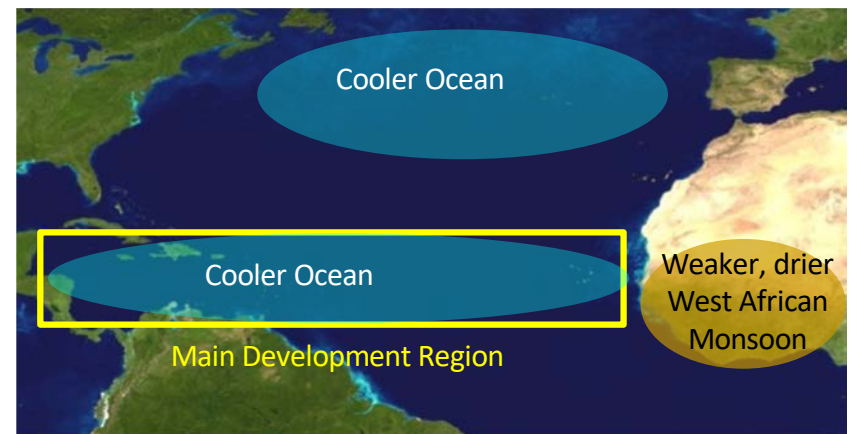 Cooler Ocean
Cooler Ocean
Weaker, drier
West African
Monsoon
Main Development Region